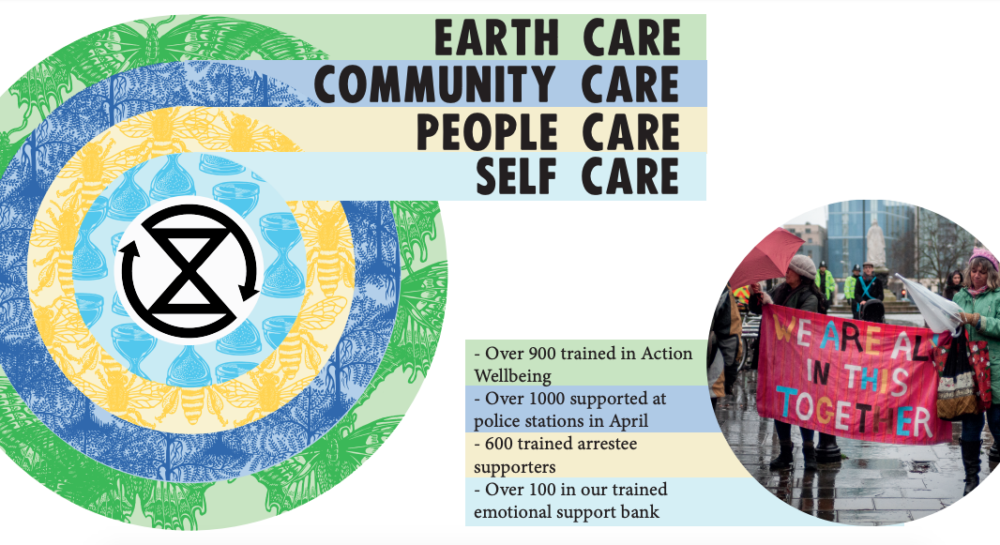 EARTH CARE
COMMUNITY CARE
PEOPLE CARE
SELF CARE
- Over 900 trained in Action
Wellbeing
- Over 1000 supported at
police stations in April
- 600 trained arrestee
supporters
- Over 100 in our trained
emotional support bank
WE ARE ALL
IN THIS
TOGETHER